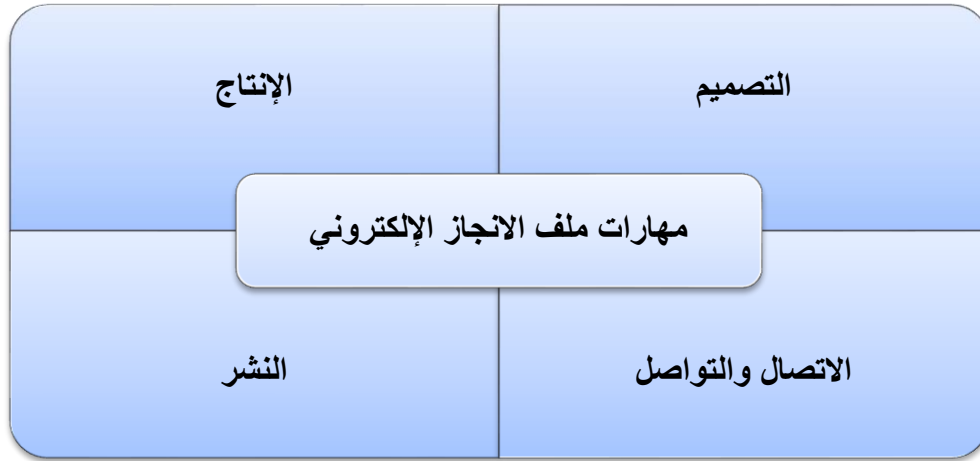 التصميم
الإنتاج
مهارات ملف الانجاز الإلكتروني
الاتصال والتواصل
النشر